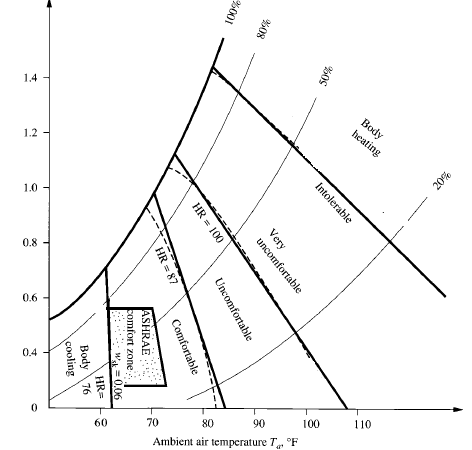 100%
80%
50%
20%
1.4
1.2
1.0
0.8
0.6
0.4
0
Body
heating
Intolerable
HR = 100
Very
uncomfortable
HR = 87
Uncomfortable
Comfortable
ASHRAE
comfort zone
w_sk = 0.06
Body
cooling
HR=
76
60
70
80
90
100
110
Ambient air temperature T_a, °F